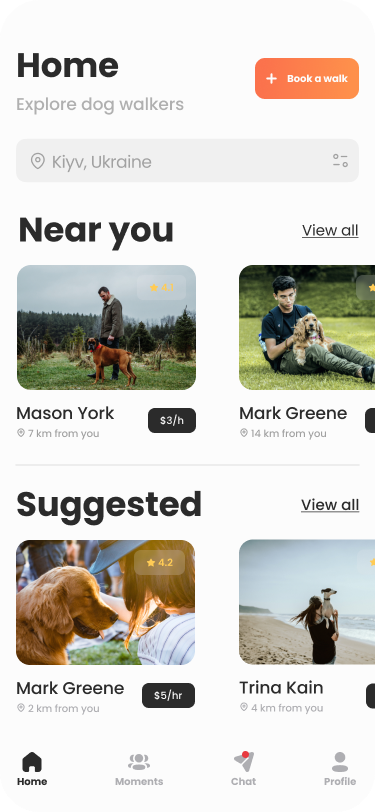 Home
Explore dog walkers
Book a walk
Kiyv, Ukraine
Near you
View all
Mason York
7 km from you
$3/h
Mark Greene
14 km from you
Suggested
View all
4.2
Mark Greene
2 km from you
$5/hr
Trina Kain
4 km from you
Home
Moments
Chat
Profile